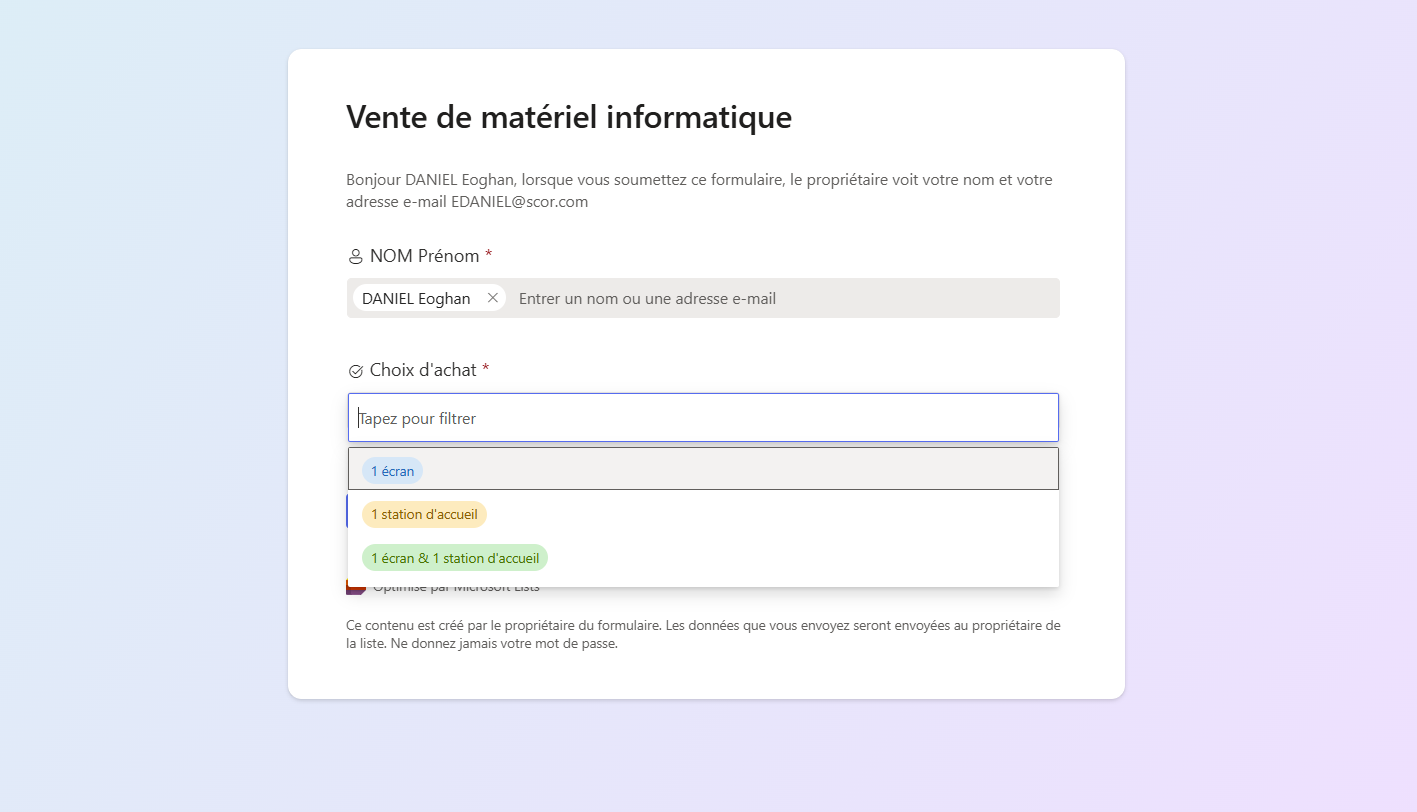 Vente de matériel informatique
Bonjour DANIEL Eoghan, lorsque vous soumettez ce formulaire, le propriétaire voit votre nom et votre
adresse e-mail EDANIEL@scor.com
NOM Prénom *
DANIEL Eoghan Entrer un nom ou une adresse e-mail
Choix d'achat *
Tapez pour filtrer
1 écran
1 station d'accueil
1 écran & 1 station d'accueil
Optimisé par Microsoft Lists
Ce contenu est créé par le propriétaire du formulaire. Les données que vous envoyez seront envoyées au propriétaire de
la liste. Ne donnez jamais votre mot de passe.